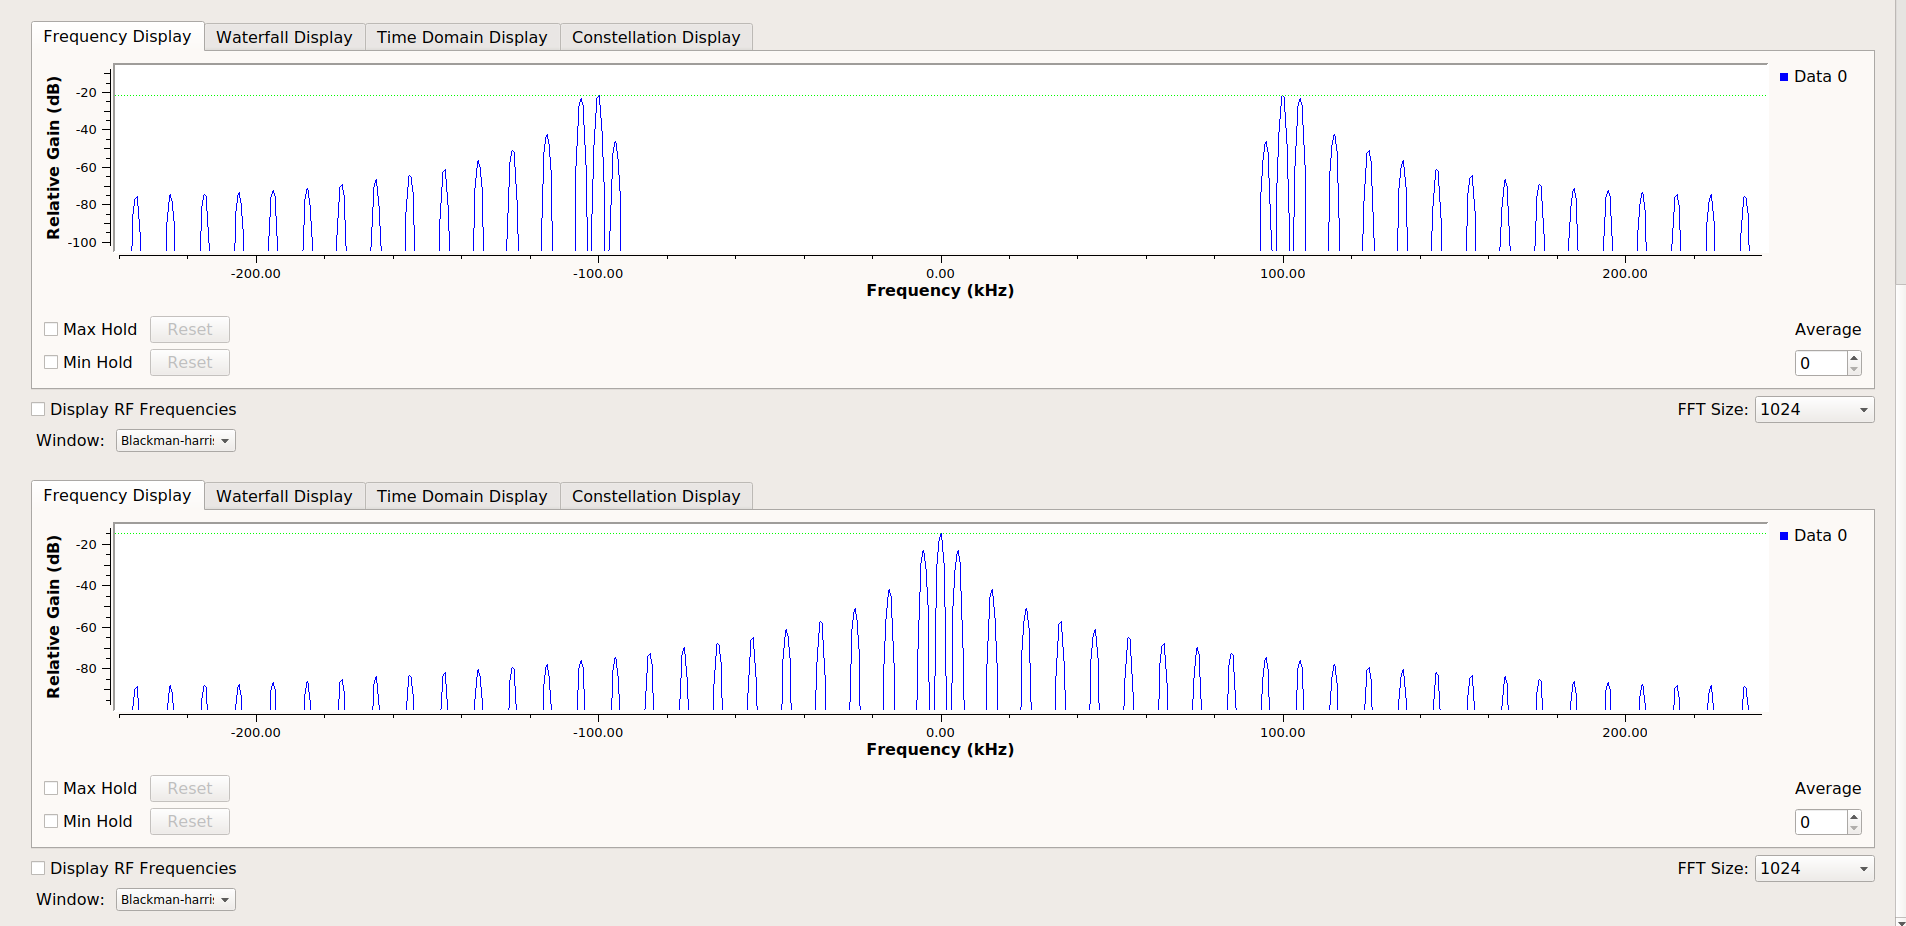 Frequency Display Waterfall Display Time Domain Display Constellation Display
Relative Gain (dB)
-20
-40
-60
-80
-100
Data 0
-200.00 -100.00 0.00 100.00 200.00
Frequency (kHz)
Max Hold Reset Average
Min Hold Reset 0
Display RF Frequencies FFT Size: 1024
Window: Blackman-harris
Frequency Display Waterfall Display Time Domain Display Constellation Display
Relative Gain (dB)
-20
-40
-60
-80
Data 0
-200.00 -100.00 0.00 100.00 200.00
Frequency (kHz)
Max Hold Reset Average
Min Hold Reset 0
Display RF Frequencies FFT Size: 1024
Window: Blackman-harris